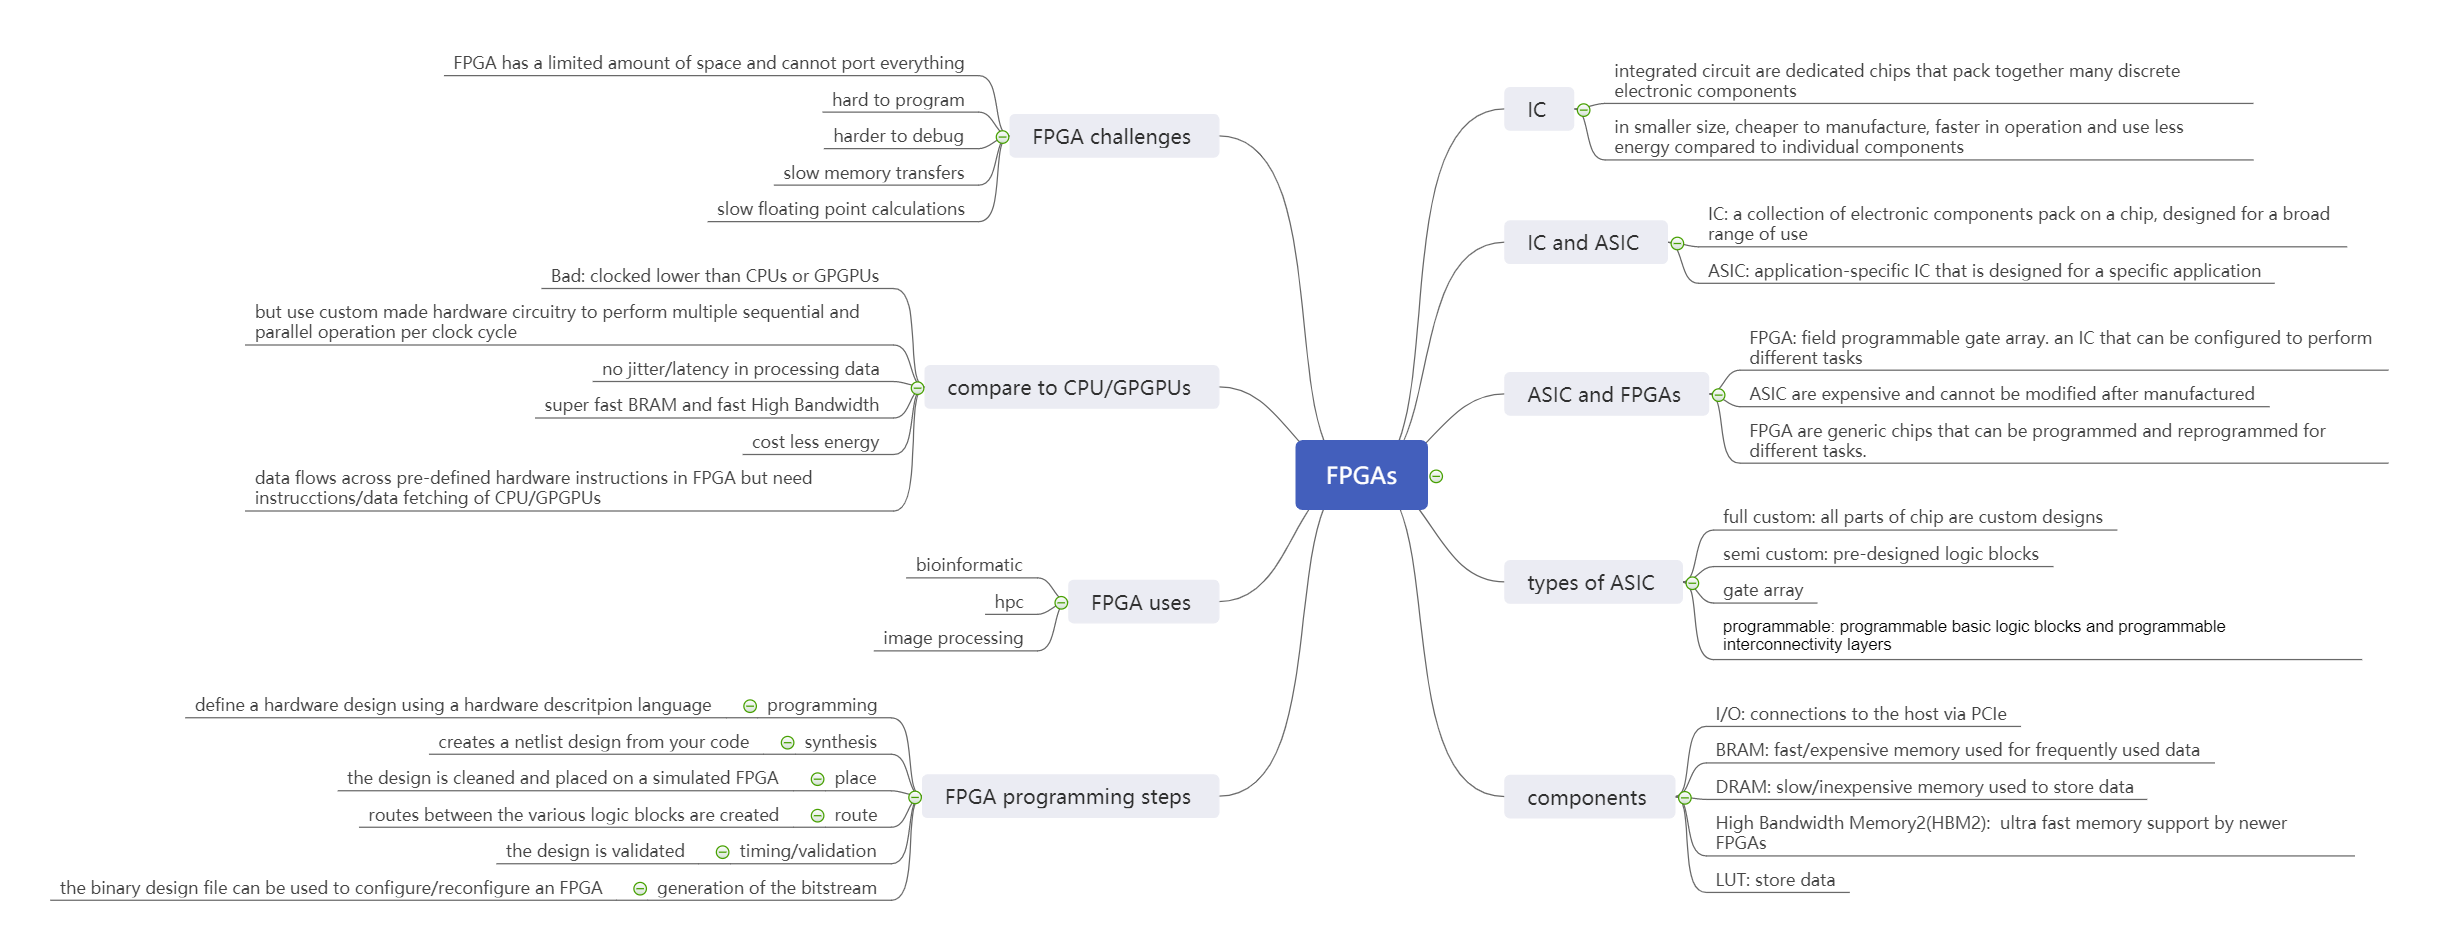 FPGAs
IC
integrated circuit are dedicated chips that pack together many discrete
electronic components
in smaller size, cheaper to manufacture, faster in operation and use less
energy compared to individual components
IC and ASIC
IC: a collection of electronic components pack on a chip, designed for a broad
range of use
ASIC: application-specific IC that is designed for a specific application
ASIC and FPGAs
FPGA: field programmable gate array. an IC that can be configured to perform
different tasks
ASIC are expensive and cannot be modified after manufactured
FPGA are generic chips that can be programmed and reprogrammed for
different tasks.
types of ASIC
full custom: all parts of chip are custom designs
semi custom: pre-designed logic blocks
gate array
programmable: programmable basic logic blocks and programmable
interconnectivity layers
components
I/O: connections to the host via PCIe
BRAM: fast/expensive memory used for frequently used data
DRAM: slow/inexpensive memory used to store data
High Bandwidth Memory2(HBM2):  ultra fast memory support by newer
FPGAs
LUT: store data
FPGA challenges
FPGA has a limited amount of space and cannot port everything
hard to program
harder to debug
slow memory transfers
slow floating point calculations
compare to CPU/GPGPUs
Bad: clocked lower than CPUs or GPGPUs
but use custom made hardware circuitry to perform multiple sequential and
parallel operation per clock cycle
no jitter/latency in processing data
super fast BRAM and fast High Bandwidth
cost less energy
data flows across pre-defined hardware instructions in FPGA but need
instrucctions/data fetching of CPU/GPGPUs
FPGA uses
bioinformatic
hpc
image processing
FPGA programming steps
programming
define a hardware design using a hardware descritpion language
synthesis
creates a netlist design from your code
place
the design is cleaned and placed on a simulated FPGA
route
routes between the various logic blocks are created
timing/validation
the design is validated
generation of the bitstream
the binary design file can be used to configure/reconfigure an FPGA